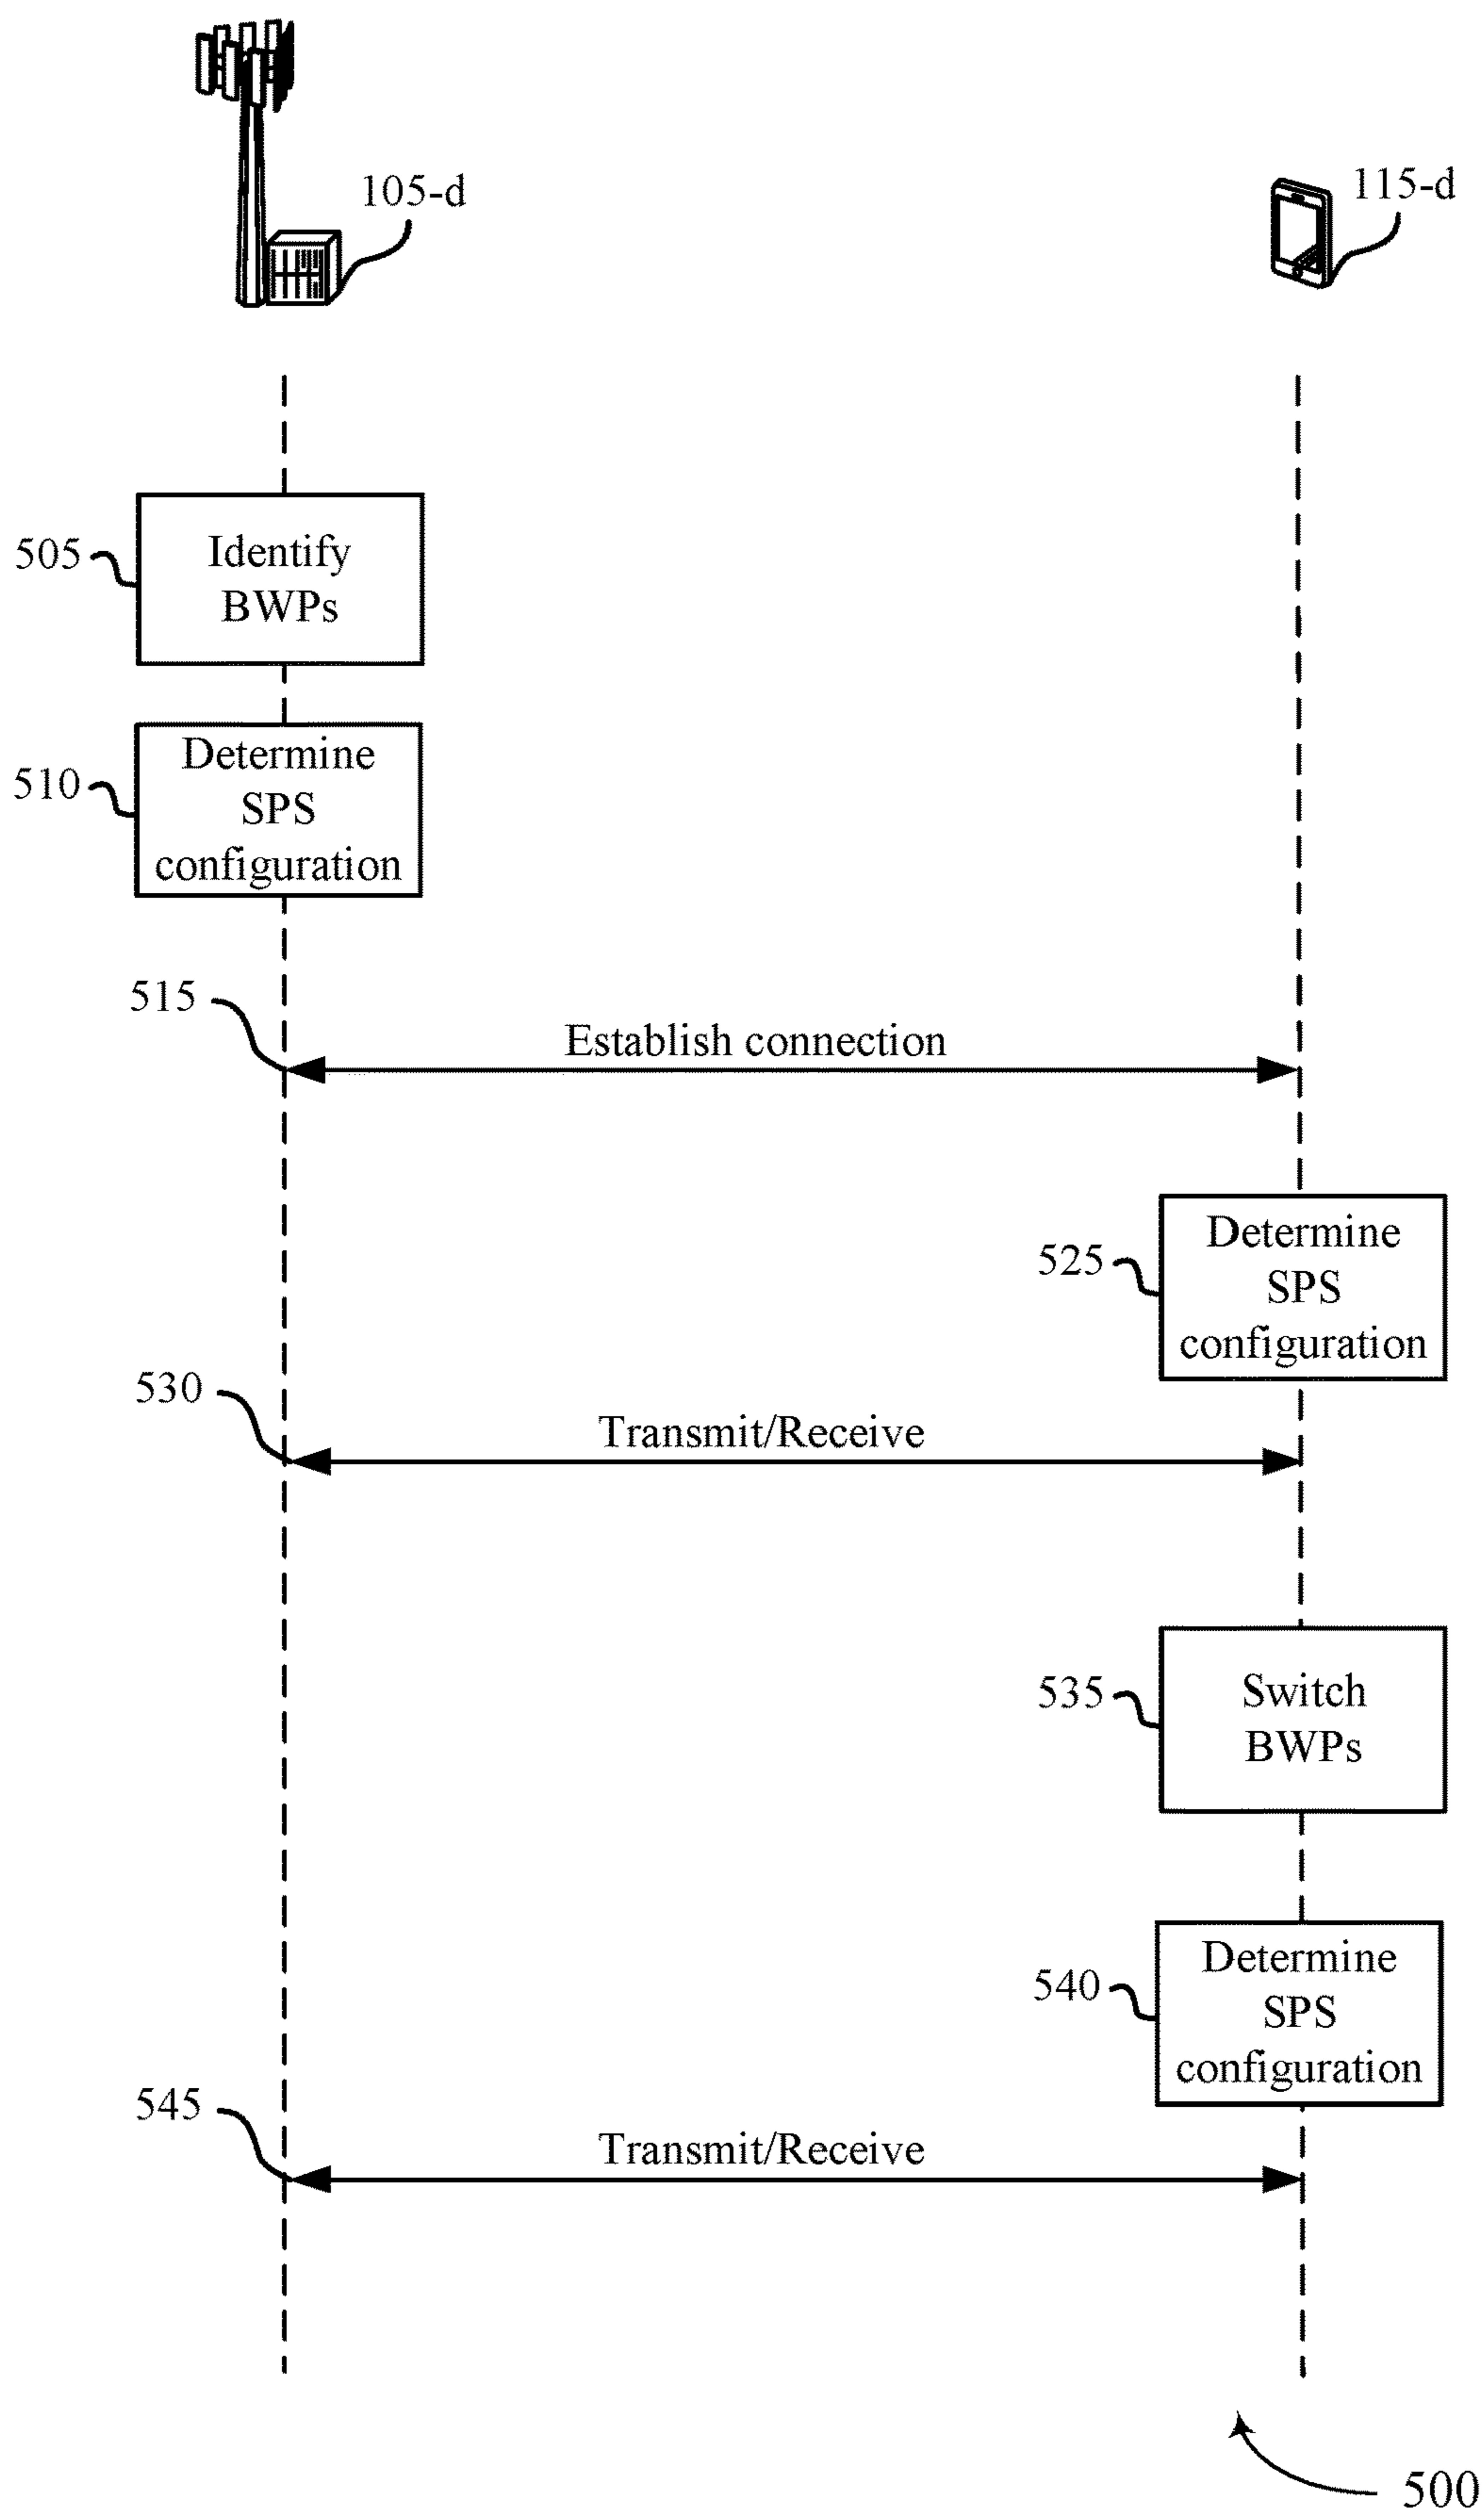 105-d
115-d
505
Identify
BWPs
510
Determine
SPS
configuration
515
Establish connection
525
Determine
SPS
configuration
530
Transmit/Receive
535
Switch
BWPs
540
Determine
SPS
configuration
545
Transmit/Receive
500